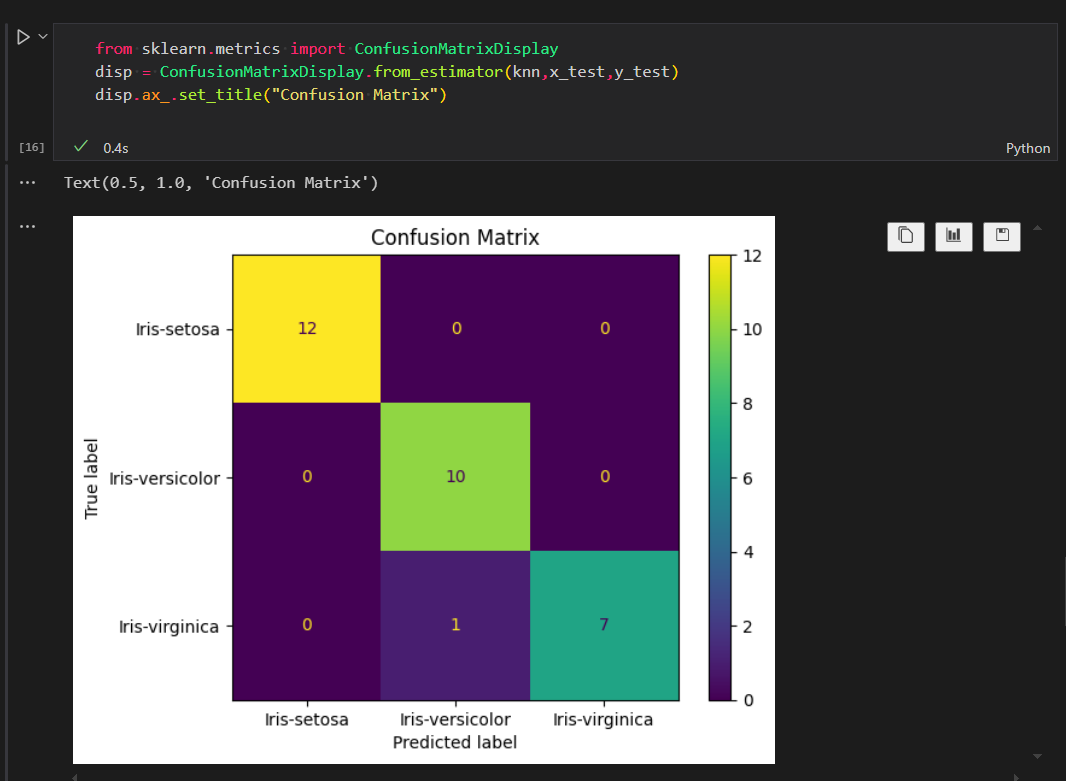 from sklearn.metrics import ConfusionMatrixDisplay
disp = ConfusionMatrixDisplay.from_estimator(knn,x_test,y_test)
disp.ax_.set_title("Confusion Matrix")
[16]
0.4s
Python
...
Text(0.5, 1.0, 'Confusion Matrix')
...
Confusion Matrix
12
10
8
6
4
2
0
True label
Iris-setosa
12
0
0
Iris-versicolor
0
10
0
Iris-virginica
0
1
7
Iris-setosa
Iris-versicolor
Iris-virginica
Predicted label